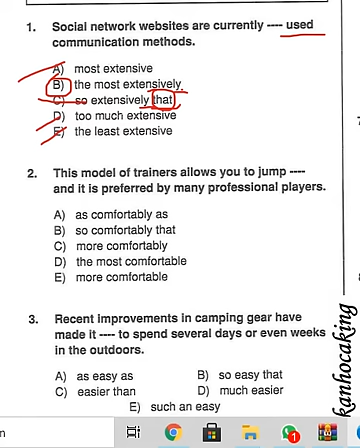 1. Social network websites are currently ---- used
communication methods.
A) most extensive
B) the most extensively
C) so extensively that
D) too much extensive
E) the least extensive
2. This model of trainers allows you to jump ----
and it is preferred by many professional players.
A) as comfortably as
B) so comfortably that
C) more comfortably
D) the most comfortable
E) more comfortable
3. Recent improvements in camping gear have
made it ---- to spend several days or even weeks
in the outdoors.
A) as easy as B) so easy that
C) easier than D) much easier
E) such an easy
kanhocaking
n
1